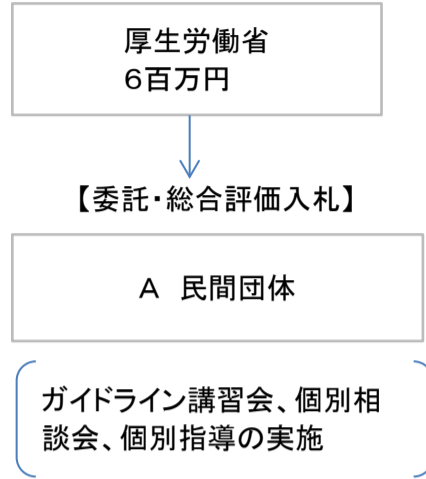 厚生労働省
6百万円
【委託・総合評価入札】
A 民間団体
ガイドライン講習会、個別相
談会、個別指導の実施